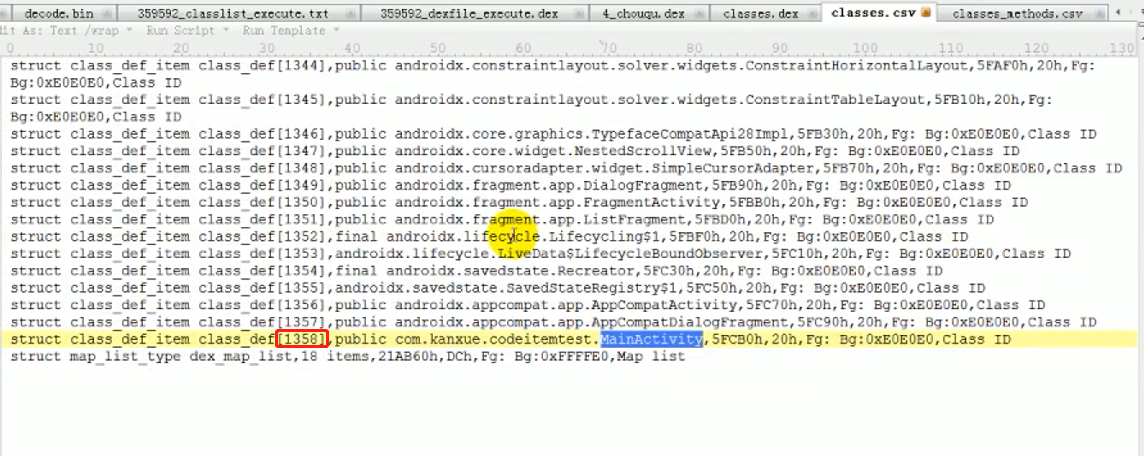 decode.bin 359592_classlist_execute.txt 359592_dexfile_execute.dex 4_chouqu.dex classes.dex classes.csv classes_methods.csv
dit As: Text /wrap Run Script Run Template
0 10 20 30 40 50 60 70 80 90 100 110 120 130
struct class_def_item class_def[1344],public androidx.constraintlayout.solver.widgets.ConstraintHorizontalLayout,5FAF0h,20h,Fg:
Bg:0xE0E0E0,Class ID
struct class_def_item class_def[1345],public androidx.constraintlayout.solver.widgets.ConstraintTableLayout,5FB10h,20h,Fg:
Bg:0xE0E0E0,Class ID
struct class_def_item class_def[1346],public androidx.core.graphics.TypefaceCompatApi28Impl,5FB30h,20h,Fg: Bg:0xE0E0E0,Class ID
struct class_def_item class_def[1347],public androidx.core.widget.NestedScrollView,5FB50h,20h,Fg: Bg:0xE0E0E0,Class ID
struct class_def_item class_def[1348],public androidx.cursoradapter.widget.SimpleCursorAdapter,5FB70h,20h,Fg: Bg:0xE0E0E0,Class ID
struct class_def_item class_def[1349],public androidx.fragment.app.DialogFragment,5FB90h,20h,Fg: Bg:0xE0E0E0,Class ID
struct class_def_item class_def[1350],public androidx.fragment.app.FragmentActivity,5FBB0h,20h,Fg: Bg:0xE0E0E0,Class ID
struct class_def_item class_def[1351],public androidx.fragment.app.ListFragment,5FBD0h,20h,Fg: Bg:0xE0E0E0,Class ID
struct class_def_item class_def[1352],final androidx.lifecycle.Lifecycling$1,5FBF0h,20h,Fg: Bg:0xE0E0E0,Class ID
struct class_def_item class_def[1353],androidx.lifecycle.LiveData$LifecycleBoundObserver,5FC10h,20h,Fg: Bg:0xE0E0E0,Class ID
struct class_def_item class_def[1354],final androidx.savedstate.Recreator,5FC30h,20h,Fg: Bg:0xE0E0E0,Class ID
struct class_def_item class_def[1355],androidx.savedstate.SavedStateRegistry$1,5FC50h,20h,Fg: Bg:0xE0E0E0,Class ID
struct class_def_item class_def[1356],public androidx.appcompat.app.AppCompatActivity,5FC70h,20h,Fg: Bg:0xE0E0E0,Class ID
struct class_def_item class_def[1357],public androidx.appcompat.app.AppCompatDialogFragment,5FC90h,20h,Fg: Bg:0xE0E0E0,Class ID
struct class_def_item class_def[1358],public com.kanxue.codeitemtest.MainActivity,5FCB0h,20h,Fg: Bg:0xE0E0E0,Class ID
struct map_list_type dex_map_list,18 items,21AB60h,DCh,Fg: Bg:0xFFFFE0,Map list